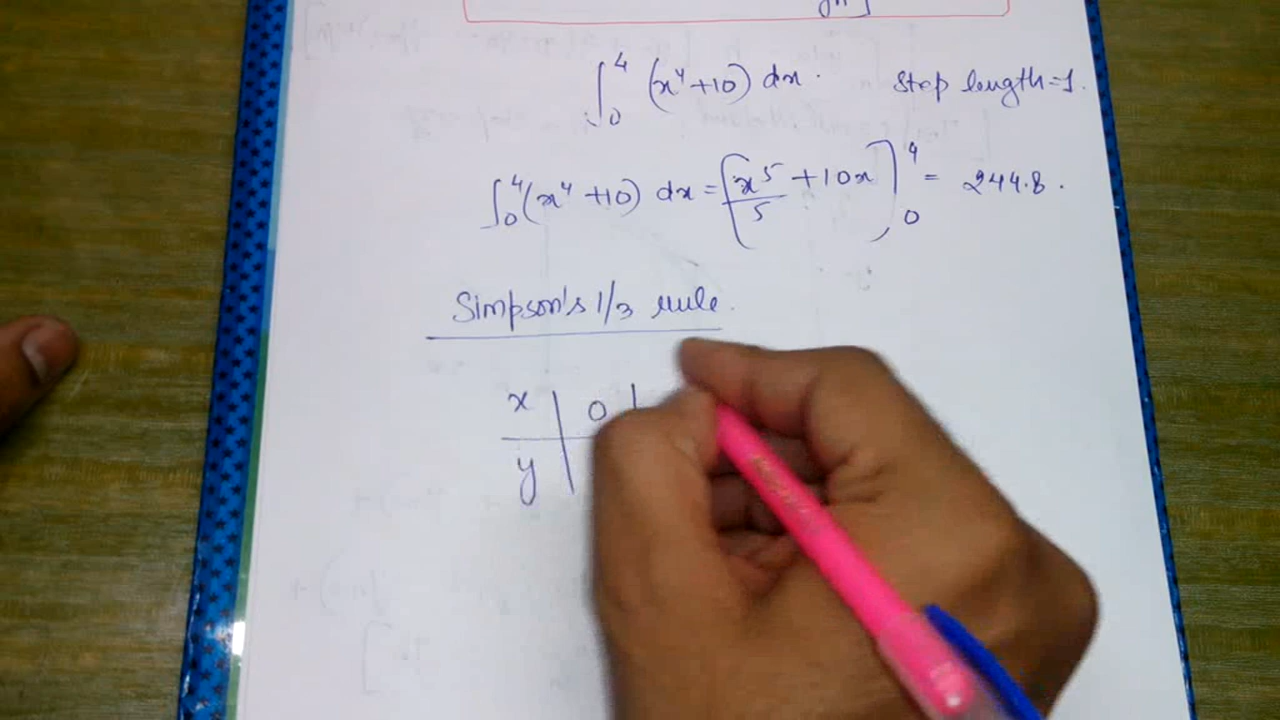 yn]
∫₀⁴ (x⁴+10) dx. Step length=1.
∫₀⁴(x⁴+10) dx = [x⁵/5 + 10x]₀⁴ = 244.8.
Simpson's 1/3 rule.
x | 0 |
y |